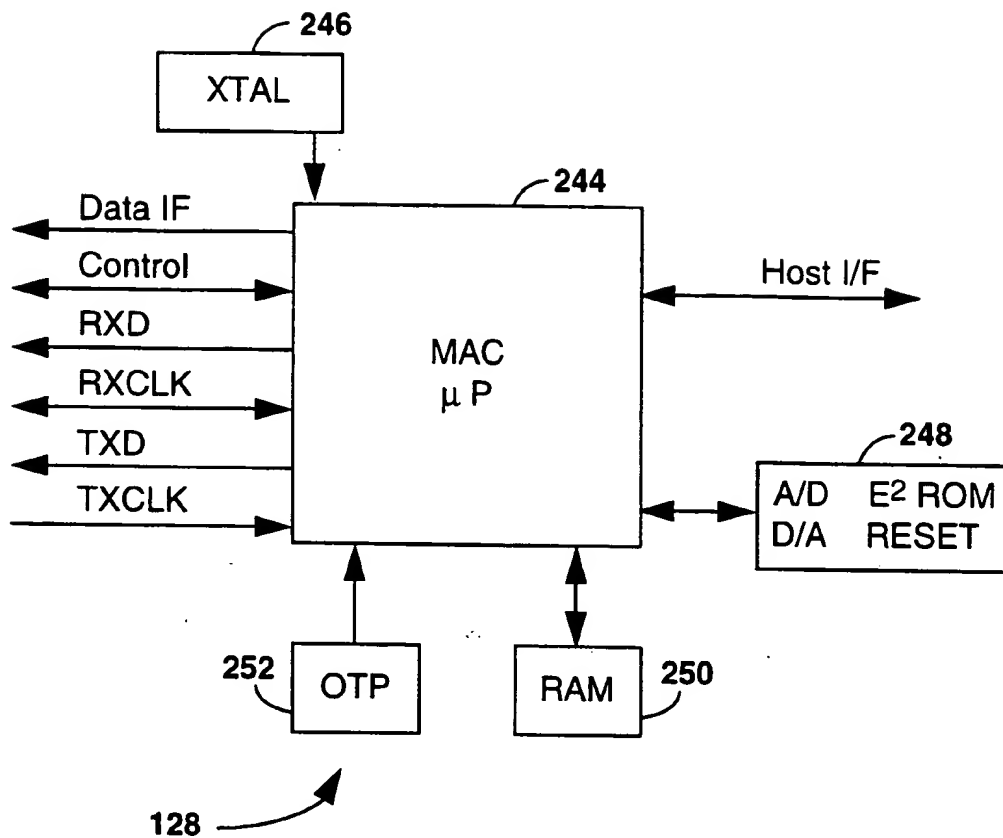 246
XTAL
244
Data IF
Control
RXD
RXCLK
TXD
TXCLK
MAC
μ P
Host I/F
248
A/D E² ROM
D/A RESET
252
OTP
RAM
250
128